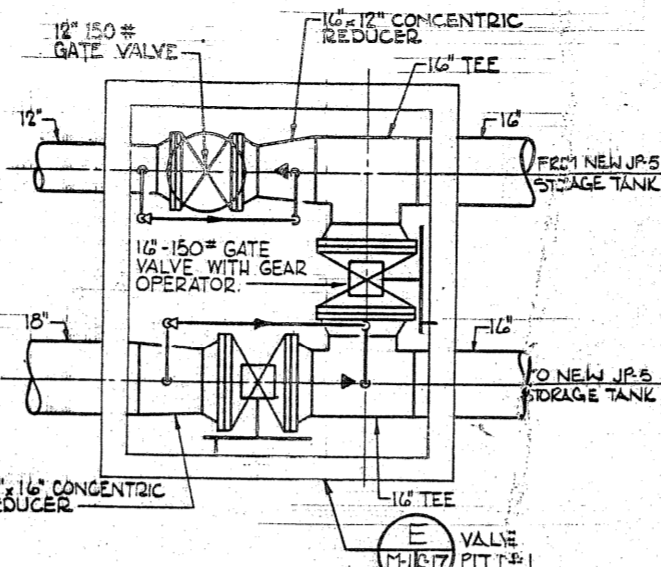 12" 150 #
GATE VALVE
16" x 12" CONCENTRIC
REDUCER
16" TEE
12"
16"
FROM NEW JP-5
STORAGE TANK
16"-150# GATE
VALVE WITH GEAR
OPERATOR.
18"
16"
TO NEW JP-5
STORAGE TANK
"x 16" CONCENTRIC
REDUCER
16" TEE
E
VALVE
PIT